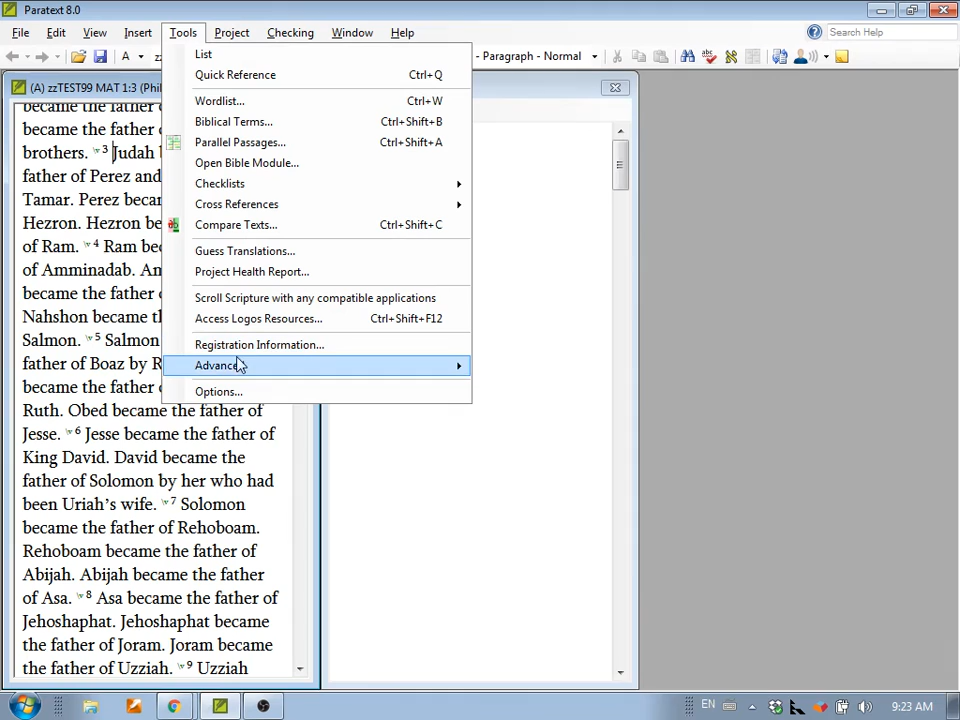 Paratext 8.0
File Edit View Insert Tools Project Checking Window Help Search Help
A - Paragraph - Normal
(A) zzTEST99 MAT 1:3 (Phil
List
Quick Reference Ctrl+Q
Wordlist... Ctrl+W
Biblical Terms... Ctrl+Shift+B
Parallel Passages... Ctrl+Shift+A
Open Bible Module...
Checklists
Cross References
Compare Texts... Ctrl+Shift+C
Guess Translations...
Project Health Report...
Scroll Scripture with any compatible applications
Access Logos Resources... Ctrl+Shift+F12
Registration Information...
Advance
Options...
became the father
became the father
brothers. 3 Judah
father of Perez and
Tamar. Perez became
Hezron. Hezron be
of Ram. 4 Ram
of Amminadab. Am
became the father
Nahshon became the
Salmon. 5 Salmon
father of Boaz by R
became the father
Ruth. Obed became the father of
Jesse. 6 Jesse became the father of
King David. David became the
father of Solomon by her who had
been Uriah’s wife. 7 Solomon
became the father of Rehoboam.
Rehoboam became the father of
Abijah. Abijah became the father
of Asa. 8 Asa became the father of
Jehoshaphat. Jehoshaphat became
the father of Joram. Joram became
the father of Uzziah. 9 Uzziah
EN 9:23 AM